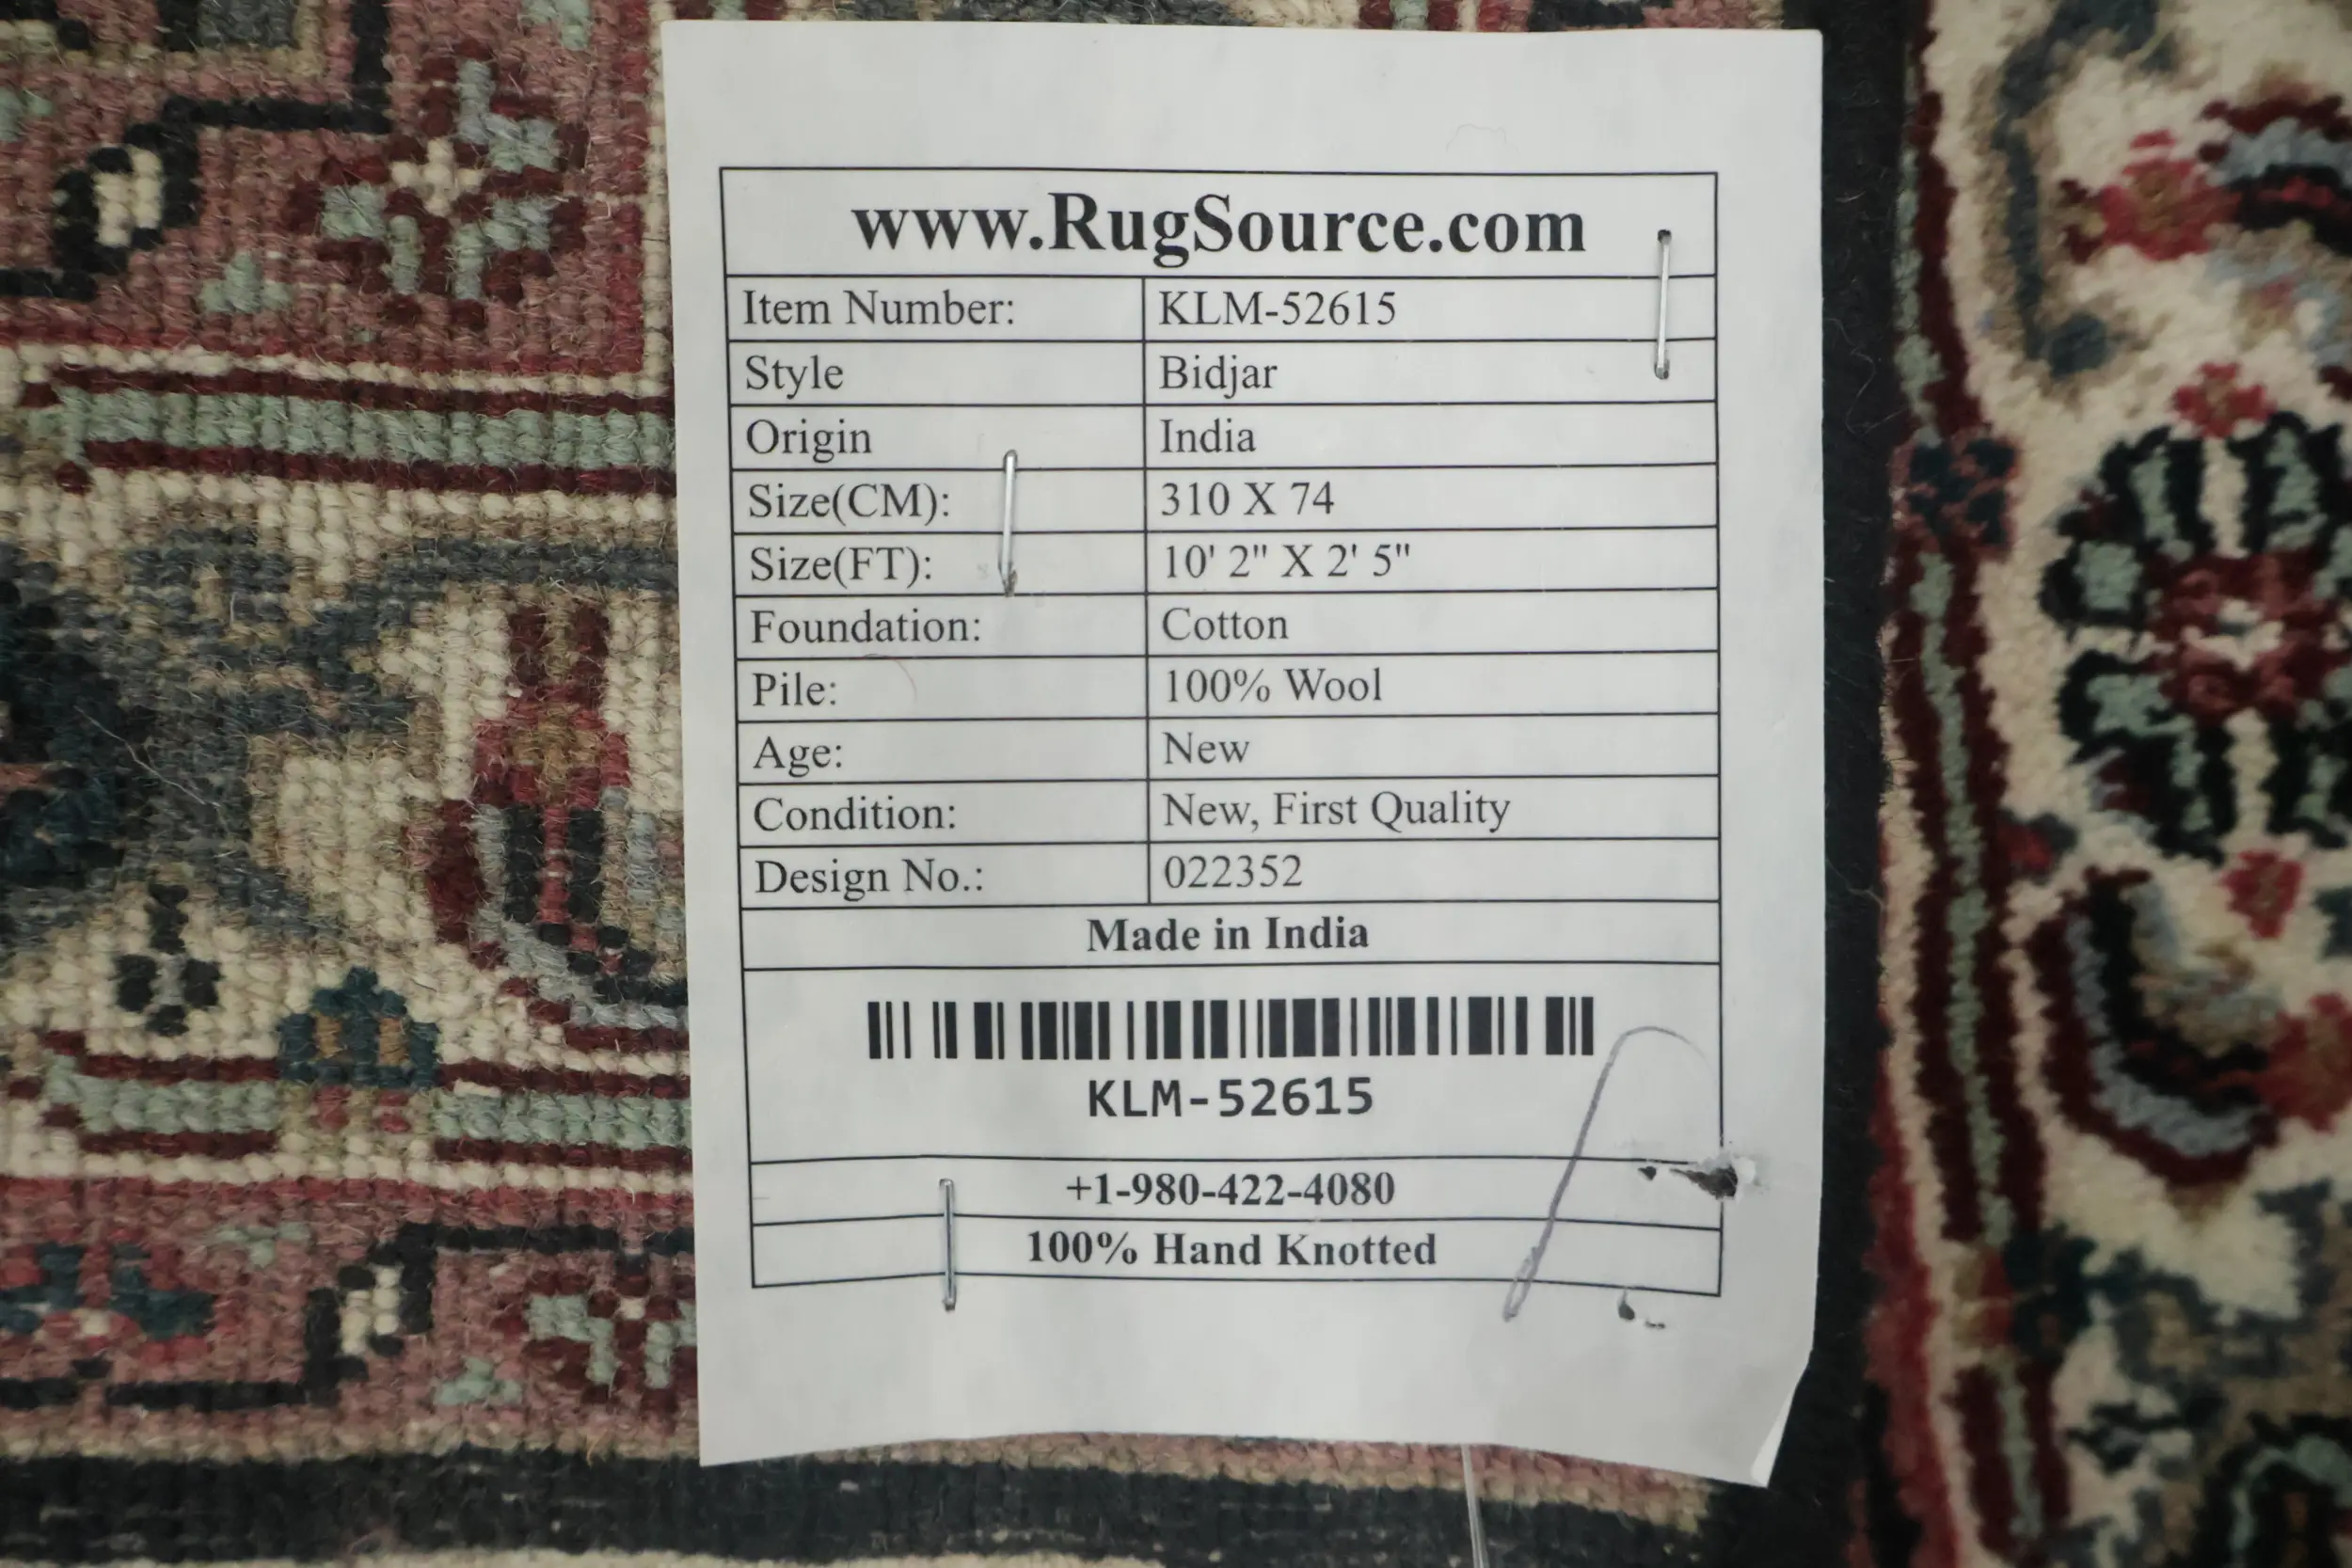 www.RugSource.com
Item Number: KLM-52615
Style Bidjar
Origin India
Size(CM): 310 X 74
Size(FT): 10' 2" X 2' 5"
Foundation: Cotton
Pile: 100% Wool
Age: New
Condition: New, First Quality
Design No.: 022352
Made in India
KLM-52615
+1-980-422-4080
100% Hand Knotted